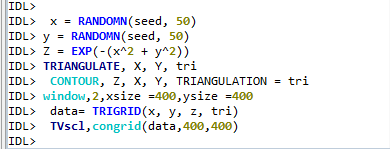 IDL>
IDL>  x = RANDOMN(seed, 50)
IDL> y = RANDOMN(seed, 50)
IDL> Z = EXP(-(x^2 + y^2))
IDL> TRIANGULATE, X, Y, tri
IDL>  CONTOUR, Z, X, Y, TRIANGULATION = tri
IDL> window,2,xsize =400,ysize =400
IDL>  data= TRIGRID(x, y, z, tri)
IDL>  TVscl,congrid(data,400,400)
IDL>